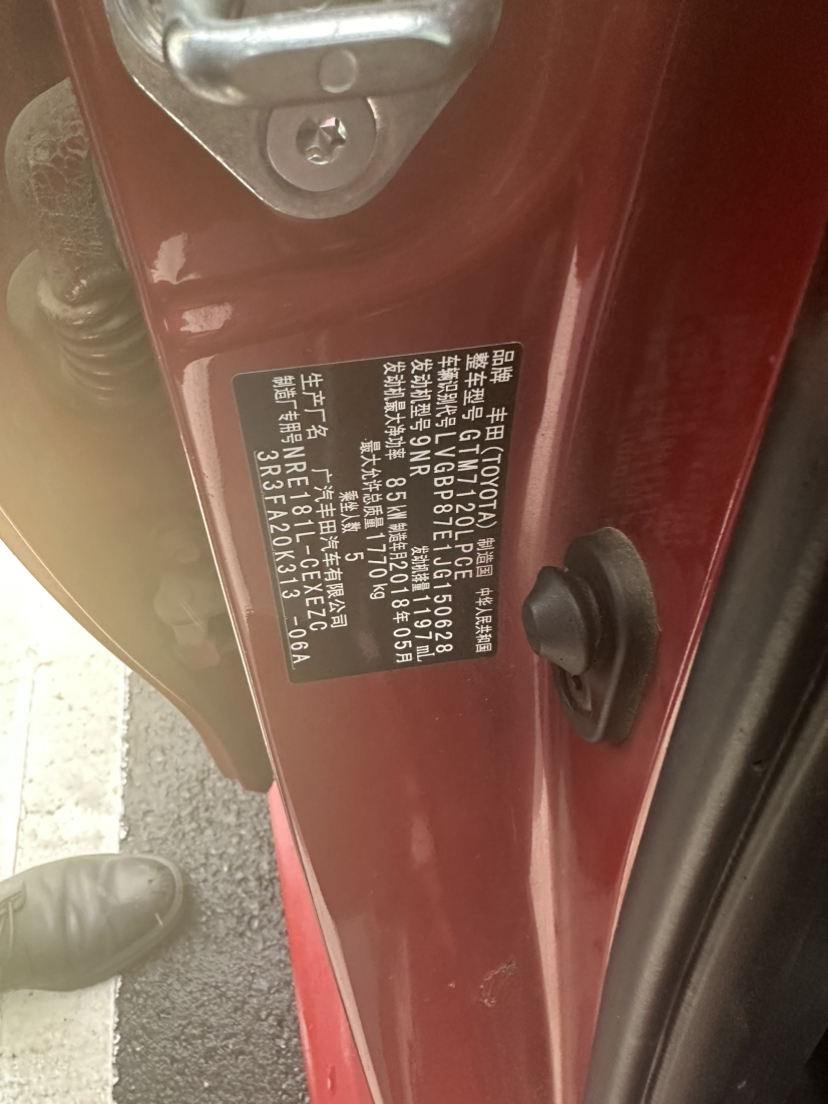 品牌 丰田(TOYOTA) 制造国 中华人民共和国
整车型号 GTM7120LPCE
车辆识别代号 LVGBP87E1JG150628
发动机型号 9NR 发动机排量 1197mL
发动机最大净功率 85kW 制造年月 2018年05月
最大允许总质量 1770kg
乘坐人数 5
生产厂名 广汽丰田汽车有限公司
制造厂专用号 NRE181L-CEXEZC
3R3FA20K313 -06A